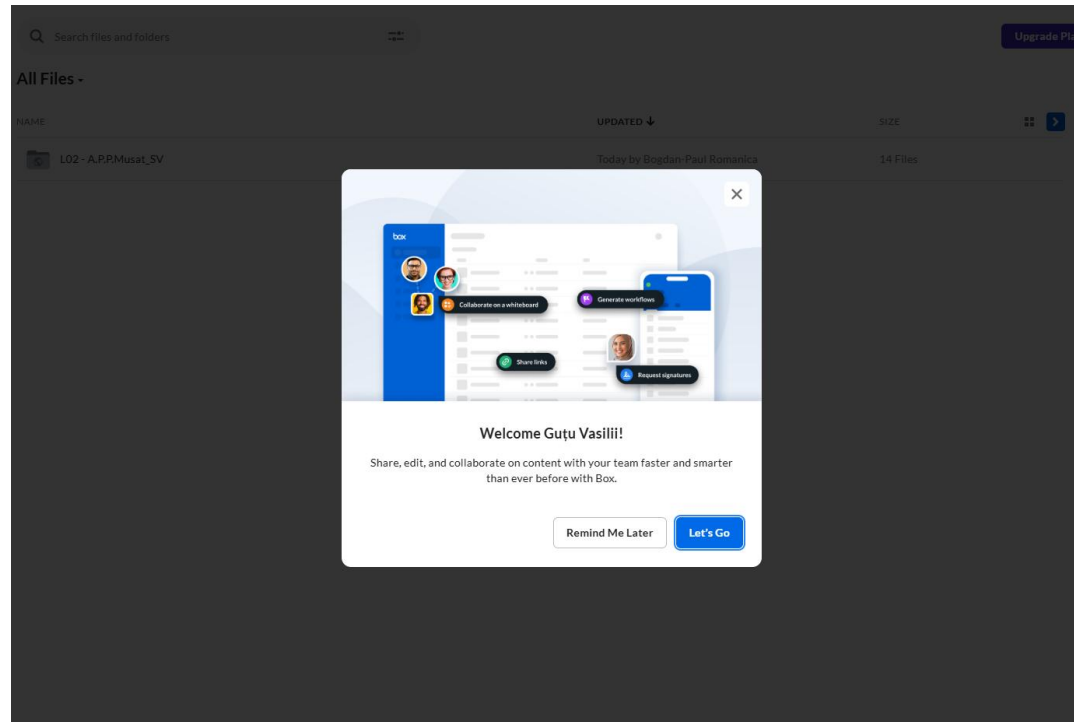 Search files and folders
Upgrade Pla
All Files
NAME
UPDATED ↓
SIZE
L02 - A.P.P.Musat_SV
Today by Bogdan-Paul Romanica
14 Files
box
Collaborate on a whiteboard
Generate workflows
Share links
Request signatures
Welcome Guțu Vasilii!
Share, edit, and collaborate on content with your team faster and smarter
than ever before with Box.
Remind Me Later
Let's Go